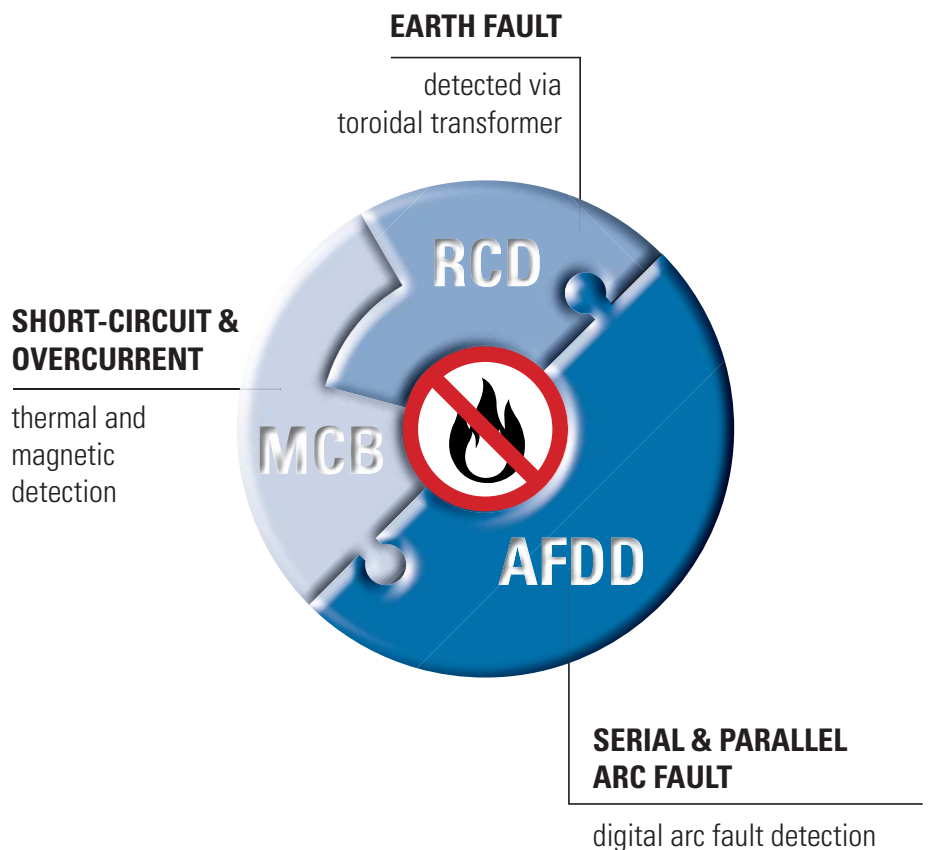 EARTH FAULT
detected via
toroidal transformer
RCD
SHORT-CIRCUIT &
OVERCURRENT
thermal and
magnetic
detection
MCB
AFDD
SERIAL & PARALLEL
ARC FAULT
digital arc fault detection